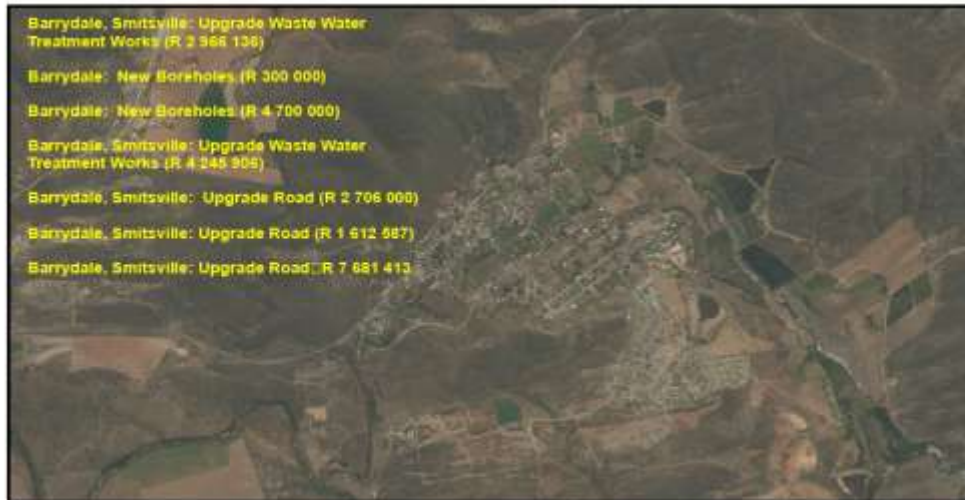 Barrydale, Smitsville: Upgrade Waste Water
Treatment Works (R 2 966 136)
Barrydale: New Boreholes (R 300 000)
Barrydale: New Boreholes (R 4 700 000)
Barrydale, Smitsville: Upgrade Waste Water
Treatment Works (R 4 245 906)
Barrydale, Smitsville: Upgrade Road (R 2 706 000)
Barrydale, Smitsville: Upgrade Road (R 1 612 587)
Barrydale, Smitsville: Upgrade Road□R 7 681 413